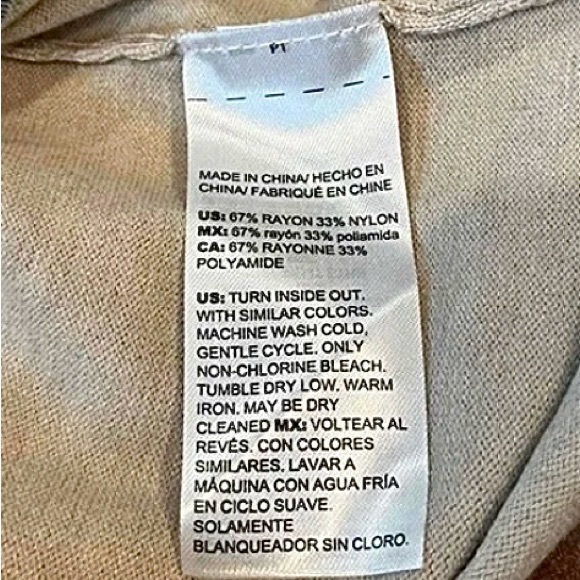 P1
MADE IN CHINA/ HECHO EN
CHINA/ FABRIQUÉ EN CHINE
US: 67% RAYON 33% NYLON
MX: 67% rayón 33% poliamida
CA: 67% RAYONNE 33%
POLYAMIDE
US: TURN INSIDE OUT.
WITH SIMILAR COLORS.
MACHINE WASH COLD,
GENTLE CYCLE. ONLY
NON-CHLORINE BLEACH.
TUMBLE DRY LOW. WARM
IRON. MAY BE DRY
CLEANED MX: VOLTEAR AL
REVÉS. CON COLORES
SIMILARES. LAVAR A
MÁQUINA CON AGUA FRÍA
EN CICLO SUAVE.
SOLAMENTE
BLANQUEADOR SIN CLORO.